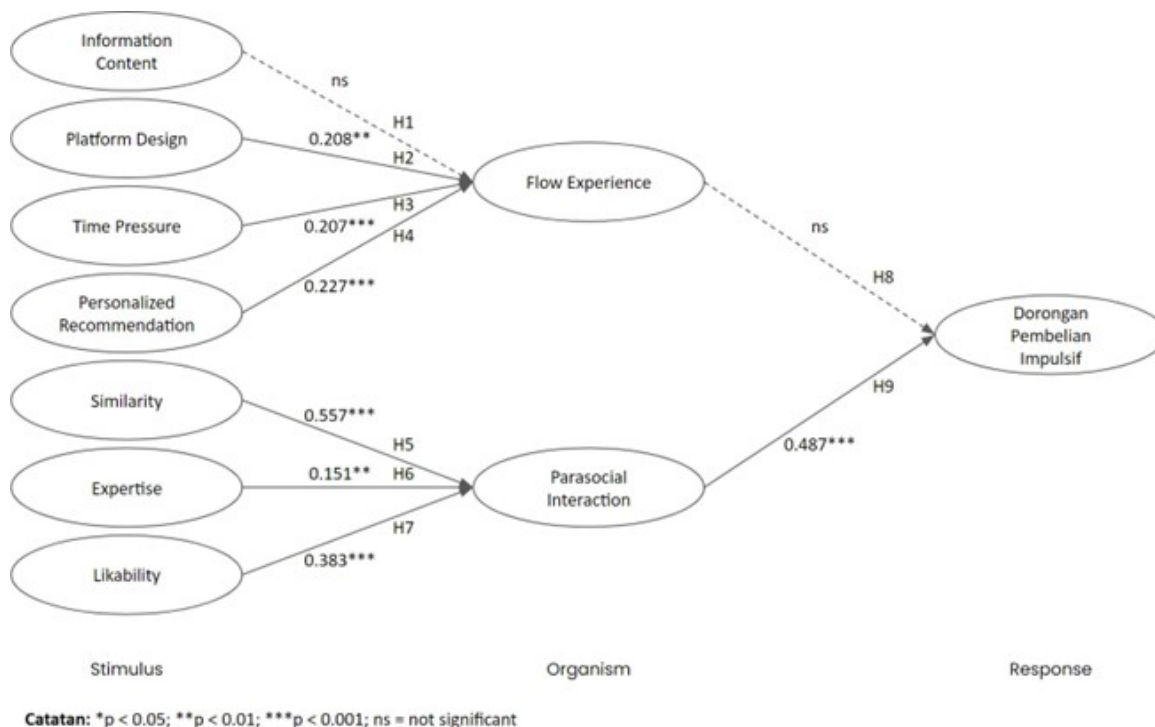 Information
Content
ns
H1
Platform Design
0.208**
H2
Flow Experience
Time Pressure
H3
0.207***
H4
ns
Personalized
Recommendation
0.227***
H8
Dorongan
Pembelian
Impulsif
Similarity
0.557***
H9
H5
0.487***
Expertise
0.151**
H6
Parasocial
Interaction
H7
Likability
0.383***
Stimulus
Organism
Response
Catatan: *p < 0.05; **p < 0.01; ***p < 0.001; ns = not significant